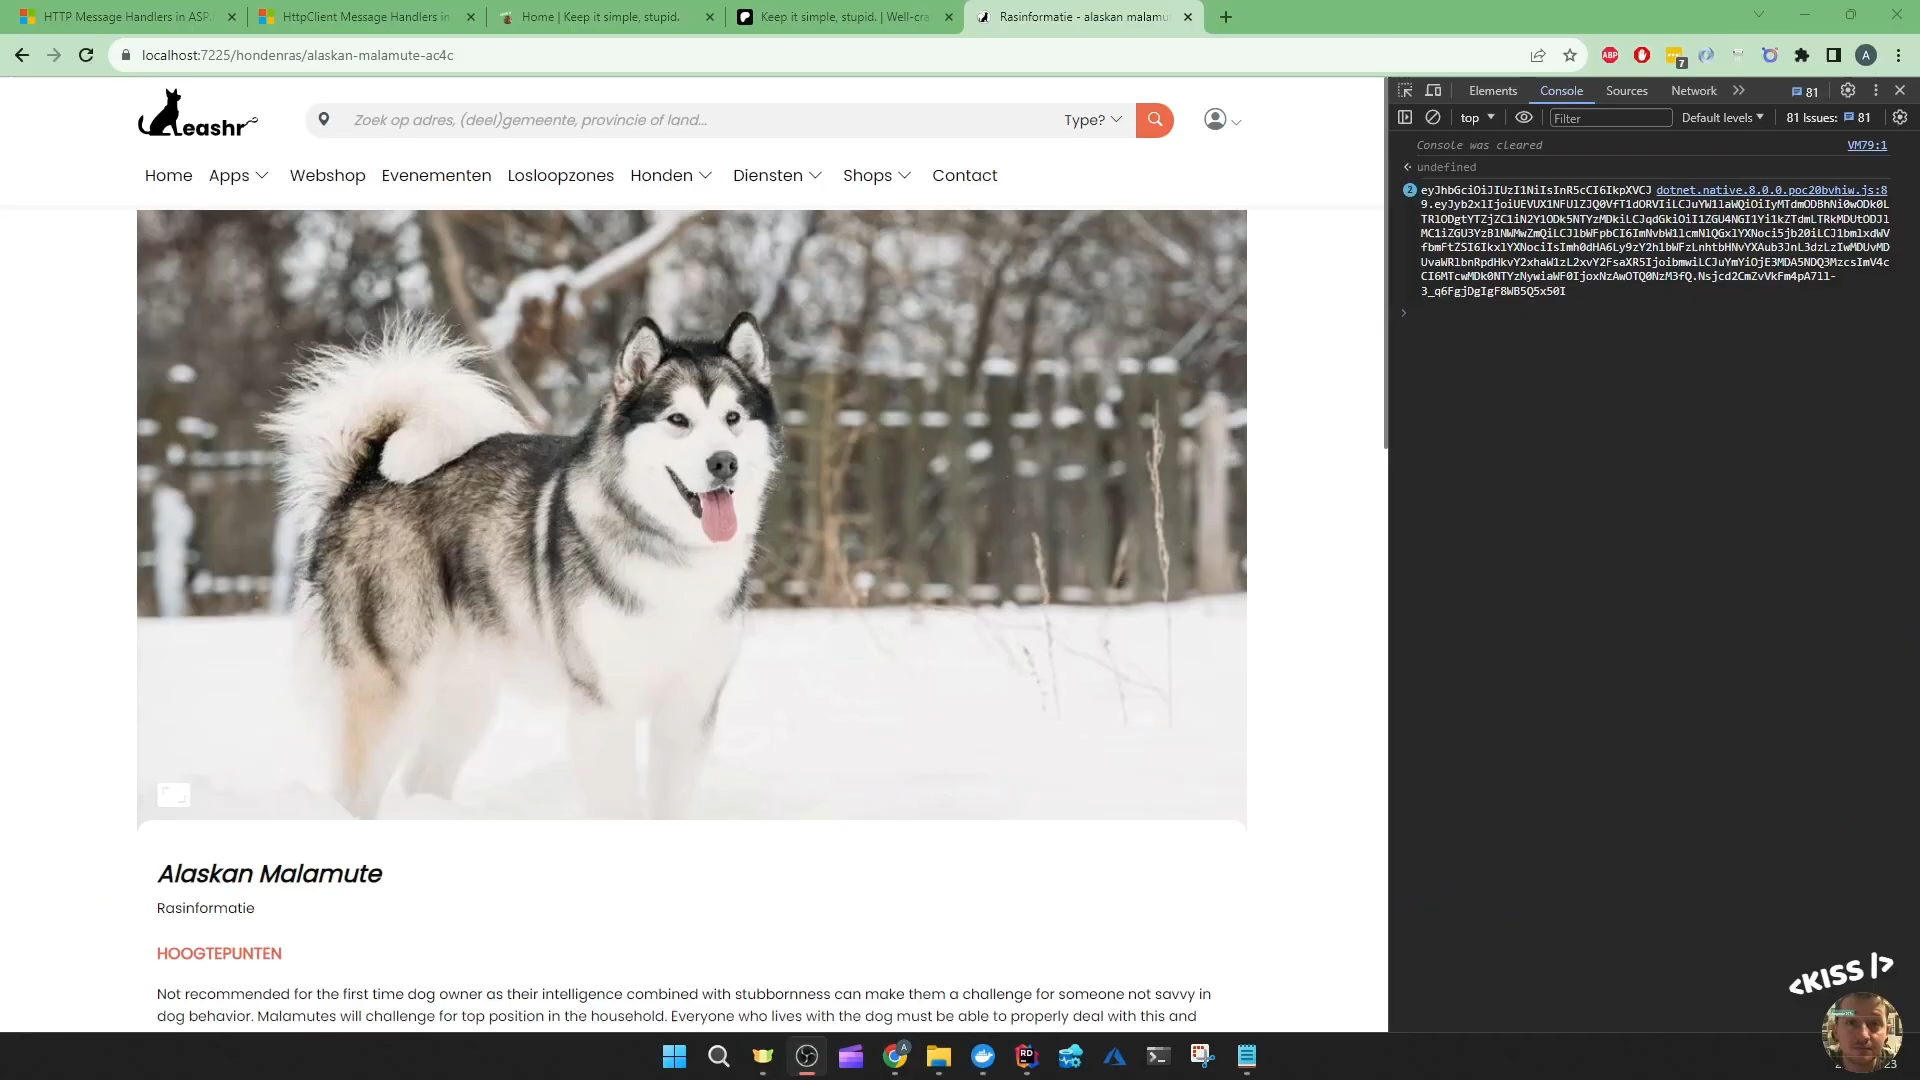 HTTP Message Handlers in ASP.
HttpClient Message Handlers in
Home | Keep it simple, stupid.
Keep it simple, stupid. | Well-cra
Rasinformatie - alaskan malamu
localhost:7225/hondenras/alaskan-malamute-ac4c
ABP
7
A
Leashr
Zoek op adres, (deel)gemeente, provincie of land...
Type?
Home
Apps
Webshop
Evenementen
Losloopzones
Honden
Diensten
Shops
Contact
Elements
Console
Sources
Network
81
top
Filter
Default levels
81 Issues:
81
Console was cleared
VM79:1
undefined
2
dotnet.native.8.0.0.poc20bvhiw.js:8
Alaskan Malamute
Rasinformatie
HOOGTEPUNTEN
Not recommended for the first time dog owner as their intelligence combined with stubbornness can make them a challenge for someone not savvy in
dog behavior. Malamutes will challenge for top position in the household. Everyone who lives with the dog must be able to properly deal with this and
<KISS |>
A
RD